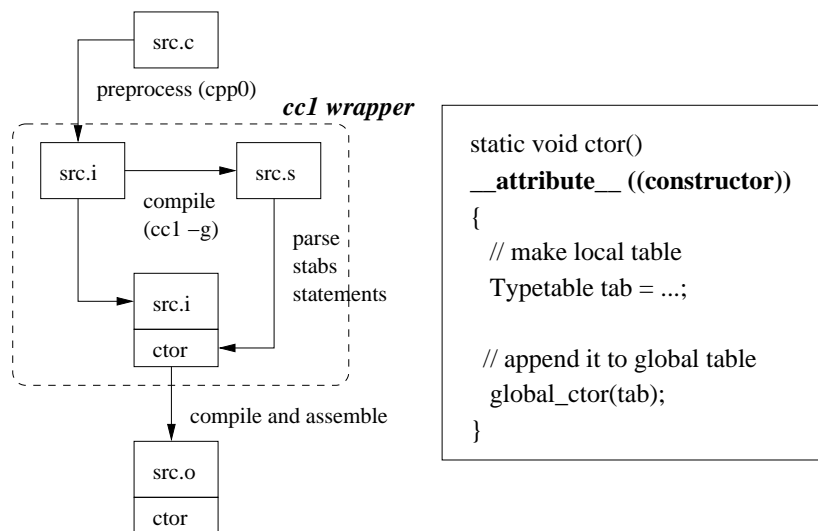 src.c
preprocess (cpp0)
cc1 wrapper
src.i
src.s
compile
(cc1 −g)
parse
stabs
statements
src.i
ctor
compile and assemble
src.o
ctor
static void ctor()
__attribute__ ((constructor))
{
// make local table
Typetable tab = ...;
// append it to global table
global_ctor(tab);
}